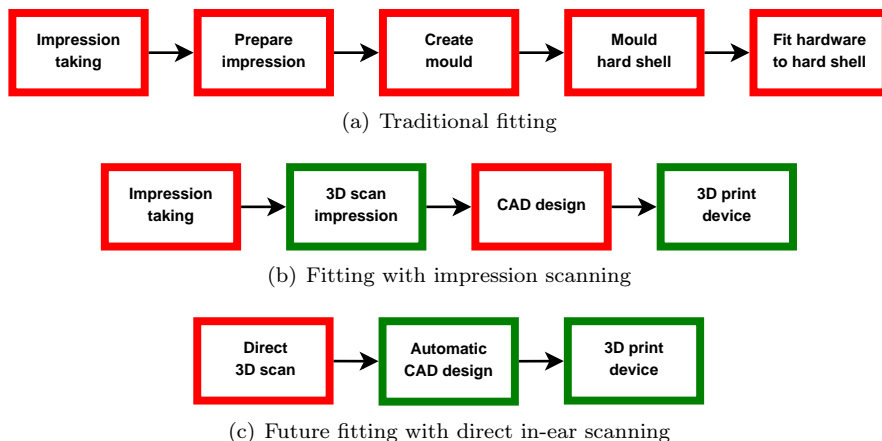 Impression taking
Prepare impression
Create mould
Mould hard shell
Fit hardware to hard shell
(a) Traditional fitting
Impression taking
3D scan impression
CAD design
3D print device
(b) Fitting with impression scanning
Direct 3D scan
Automatic CAD design
3D print device
(c) Future fitting with direct in-ear scanning